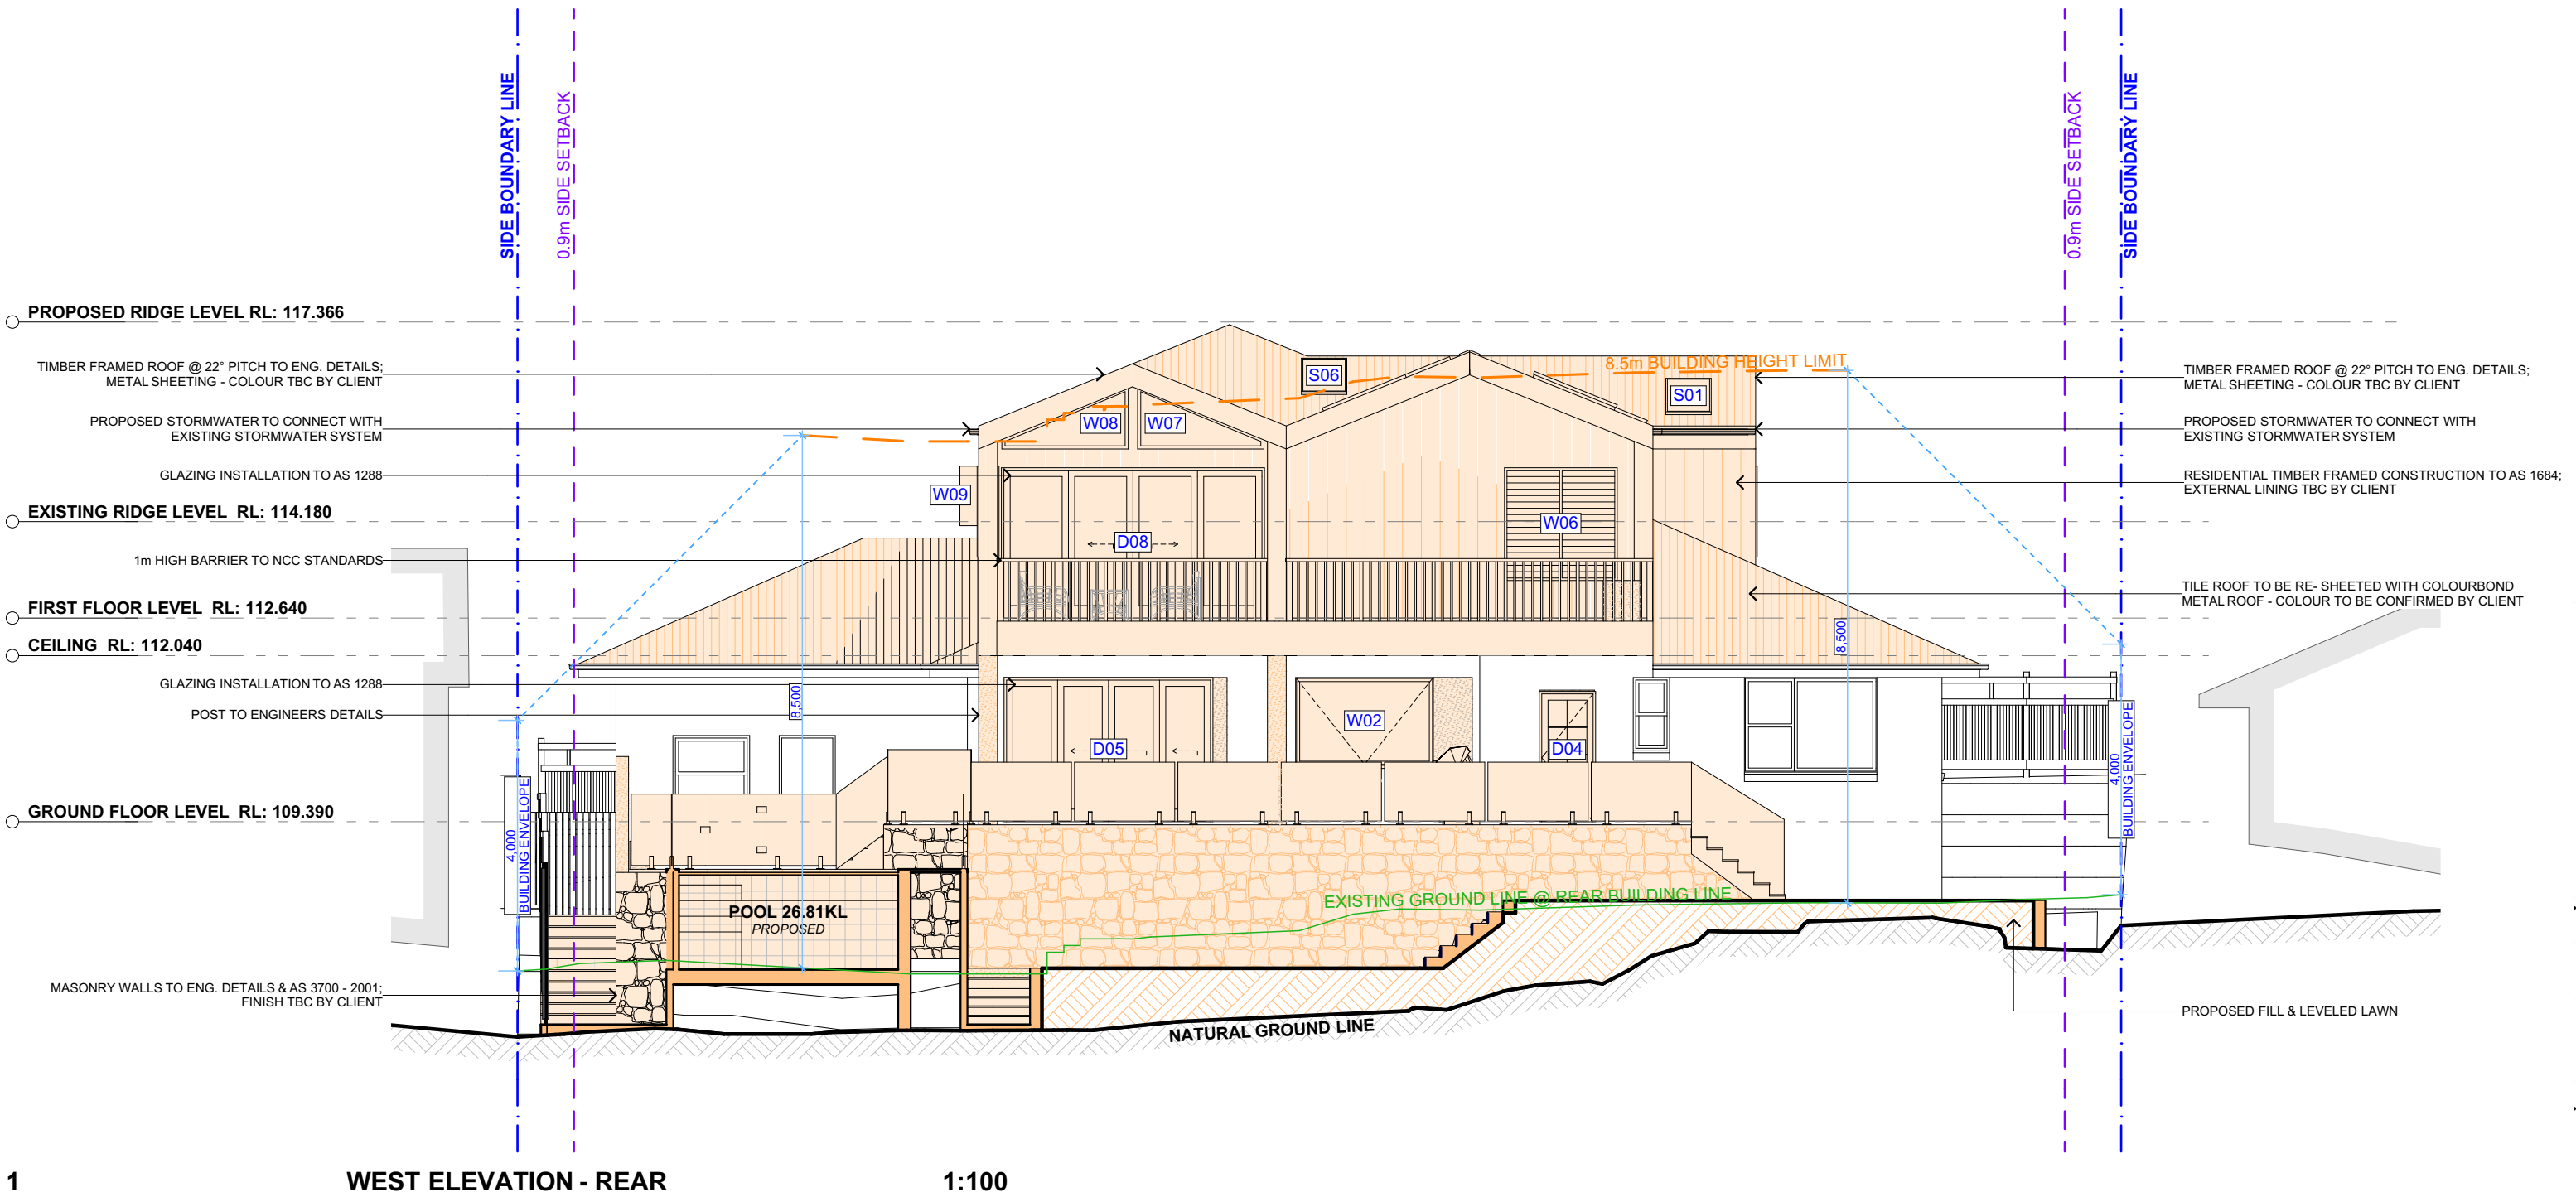 SIDE BOUNDARY LINE
0.9m SIDE SETBACK
0.9m SIDE SETBACK
SIDE BOUNDARY LINE
PROPOSED RIDGE LEVEL RL: 117.366
TIMBER FRAMED ROOF @ 22° PITCH TO ENG. DETAILS;
METAL SHEETING - COLOUR TBC BY CLIENT
PROPOSED STORMWATER TO CONNECT WITH
EXISTING STORMWATER SYSTEM
GLAZING INSTALLATION TO AS 1288
EXISTING RIDGE LEVEL RL: 114.180
1m HIGH BARRIER TO NCC STANDARDS
FIRST FLOOR LEVEL RL: 112.640
CEILING RL: 112.040
GLAZING INSTALLATION TO AS 1288
POST TO ENGINEERS DETAILS
GROUND FLOOR LEVEL RL: 109.390
MASONRY WALLS TO ENG. DETAILS & AS 3700 - 2001;
FINISH TBC BY CLIENT
8.5m BUILDING HEIGHT LIMIT
S06
S01
W08
W07
W09
W06
D08
8,500
8,500
W02
D05
D04
4,000
BUILDING ENVELOPE
4,000
BUILDING ENVELOPE
EXISTING GROUND LINE @ REAR BUILDING LINE
POOL 26.81KL
PROPOSED
NATURAL GROUND LINE
TIMBER FRAMED ROOF @ 22° PITCH TO ENG. DETAILS;
METAL SHEETING - COLOUR TBC BY CLIENT
PROPOSED STORMWATER TO CONNECT WITH
EXISTING STORMWATER SYSTEM
RESIDENTIAL TIMBER FRAMED CONSTRUCTION TO AS 1684;
EXTERNAL LINING TBC BY CLIENT
TILE ROOF TO BE RE- SHEETED WITH COLOURBOND
METAL ROOF - COLOUR TO BE CONFIRMED BY CLIENT
PROPOSED FILL & LEVELED LAWN
1 WEST ELEVATION - REAR 1:100